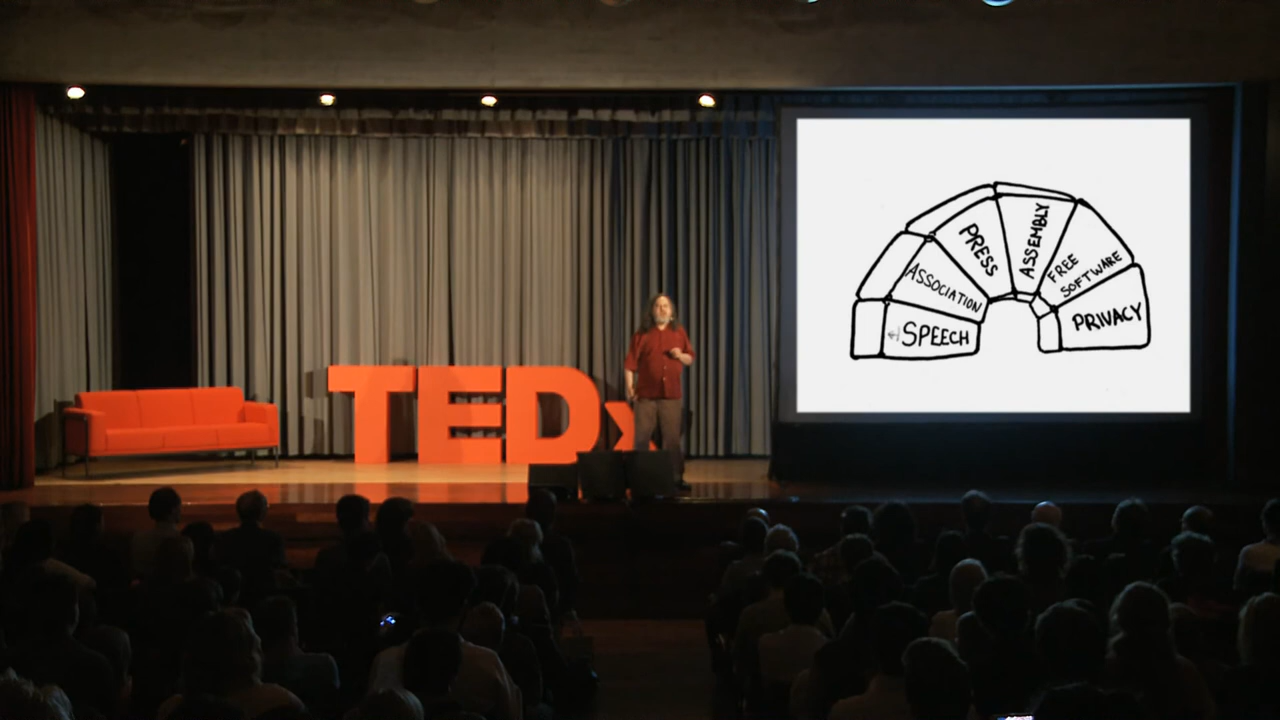 TEDx
SPEECH
ASSOCIATION
PRESS
ASSEMBLY
FREE
SOFTWARE
PRIVACY